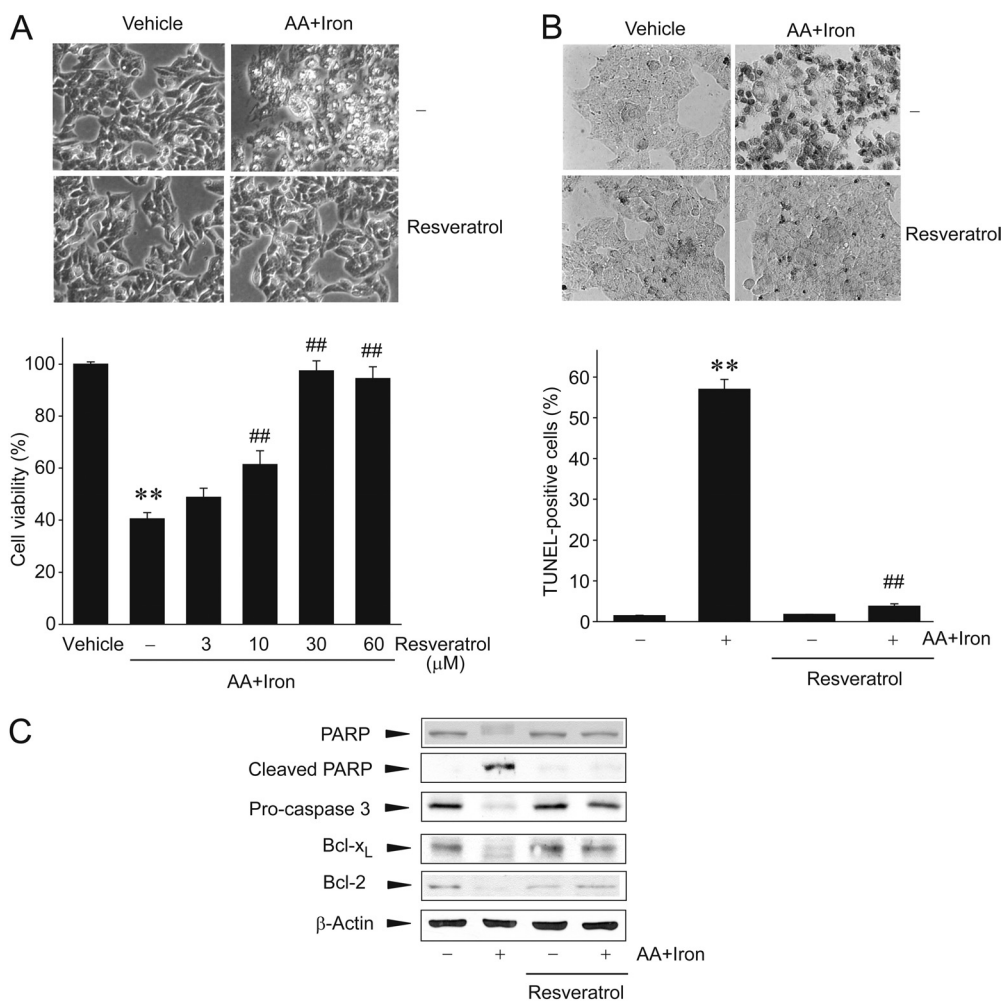 A
Vehicle
AA+Iron
–
Resveratrol
Cell viability (%)
100
80
60
40
20
0
**
##
##
##
Vehicle
–
3
10
30
60
Resveratrol
(μM)
AA+Iron
B
Vehicle
AA+Iron
–
Resveratrol
TUNEL-positive cells (%)
60
50
40
30
20
10
0
**
##
– + – + AA+Iron
Resveratrol
C
PARP
Cleaved PARP
Pro-caspase 3
Bcl-xL
Bcl-2
β-Actin
– + – + AA+Iron
Resveratrol